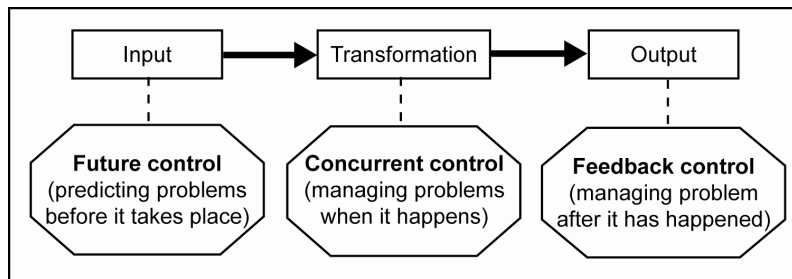 Input
Transformation
Output
Future control
(predicting problems
before it takes place)
Concurrent control
(managing problems
when it happens)
Feedback control
(managing problem
after it has happened)